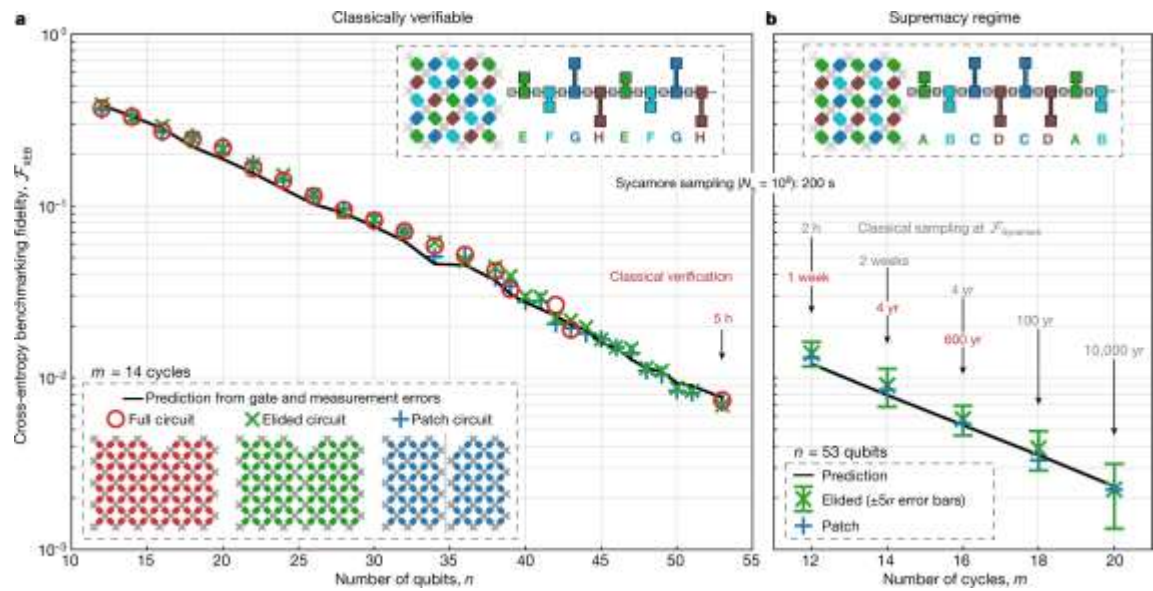 a
Classically verifiable
10⁰
10⁻¹
10⁻²
10⁻³
Cross-entropy benchmarking fidelity, ℱXEB
E F G H E F G H
Classical verification
5 h
m = 14 cycles
Prediction from gate and measurement errors
Full circuit
Elided circuit
Patch circuit
10 15 20 25 30 35 40 45 50 55
Number of qubits, n
Sycamore sampling (Ns = 10⁶): 200 s
b
Supremacy regime
A B C D C D A B
Classical sampling at ℱSycamore
2 h
1 week
2 weeks
4 yr
4 yr
600 yr
100 yr
10,000 yr
n = 53 qubits
Prediction
Elided (±5σ error bars)
Patch
12 14 16 18 20
Number of cycles, m